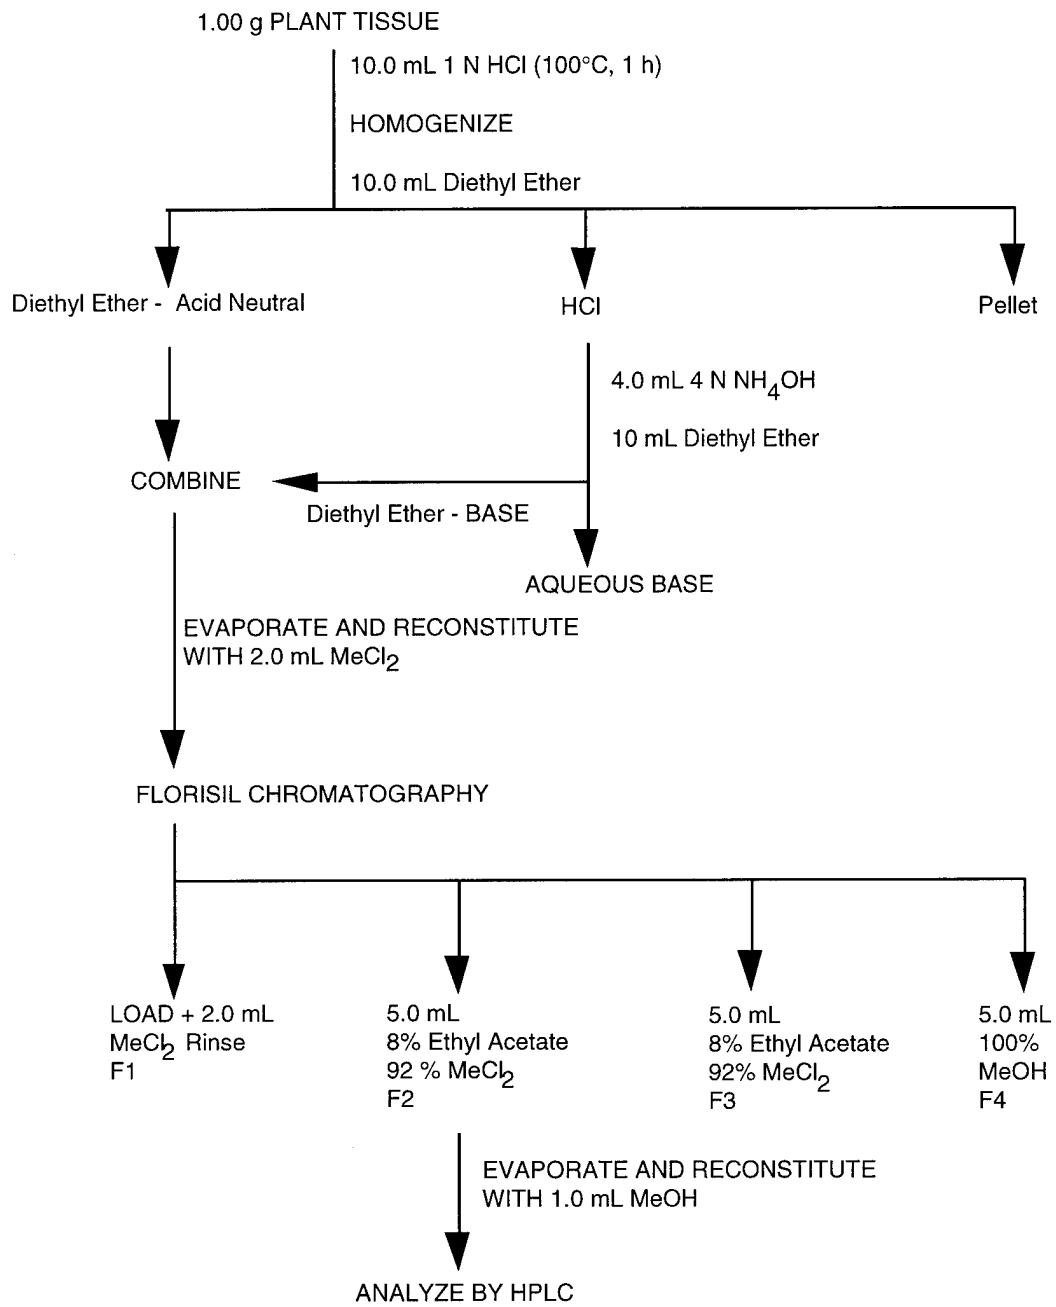 1.00 g PLANT TISSUE
10.0 mL 1 N HCl (100°C, 1 h)
HOMOGENIZE
10.0 mL Diethyl Ether
Diethyl Ether - Acid Neutral
HCl
Pellet
4.0 mL 4 N NH4OH
10 mL Diethyl Ether
COMBINE
Diethyl Ether - BASE
AQUEOUS BASE
EVAPORATE AND RECONSTITUTE
WITH 2.0 mL MeCl2
FLORISIL CHROMATOGRAPHY
LOAD + 2.0 mL
MeCl2 Rinse
F1
5.0 mL
8% Ethyl Acetate
92 % MeCl2
F2
5.0 mL
8% Ethyl Acetate
92% MeCl2
F3
5.0 mL
100%
MeOH
F4
EVAPORATE AND RECONSTITUTE
WITH 1.0 mL MeOH
ANALYZE BY HPLC